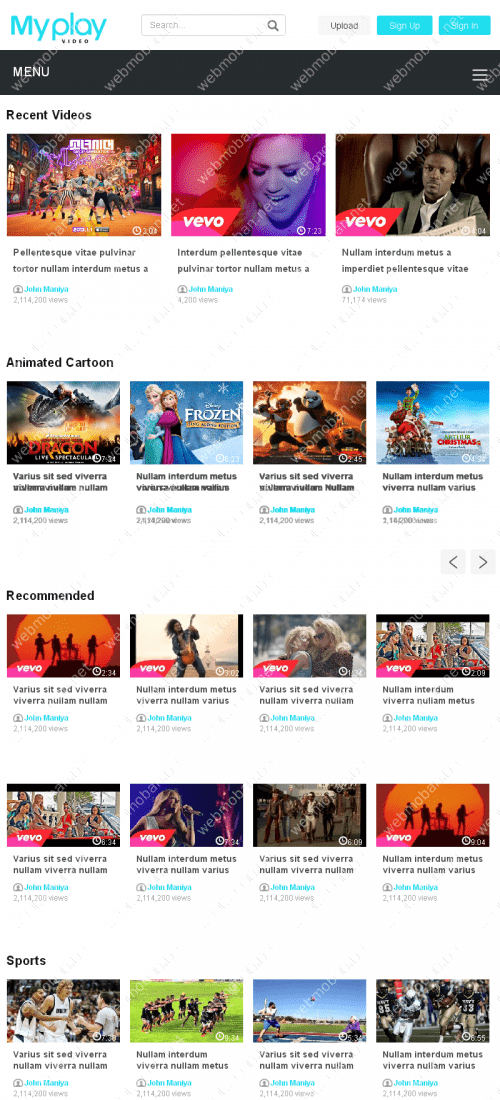 Myplay
VIDEO
Search...
Upload
Sign Up
Sign In
MENU
Recent Videos
vevo
vevo
3:04
7:23
4:04
Pellentesque vitae pulvinar
tortor nullam interdum metus a
Interdum pellentesque vitae
pulvinar tortor nullam metus a
Nullam interdum metus a
imperdiet pellentesque vitae
John Maniya
2,114,200 views
John Maniya
4,200 views
John Maniya
71,174 views
Animated Cartoon
DRAGON
LIVE SPECTACULAR
7:34
Disney
FROZEN
SING-ALONG EDITION
2:45
ARTHUR
CHRISTMAS
4:34
Varius sit sed viverra
nullam
Nullam interdum metus
Varius sit sed viverra
Nullam interdum metus
viverra nullam varius
John Maniya
2,114,200 views
John Maniya
John Maniya
2,114,200 views
John Maniya
Recommended
vevo
2:34
vevo
3:02
vevo
1:34
vevo
2:09
Varius sit sed viverra
viverra nullam nullam
Nullam interdum metus
viverra nullam varius
Varius sit sed viverra
viverra nullam nullam
Nullam interdum
viverra nullam metus
John Maniya
2,114,200 views
John Maniya
2,114,200 views
John Maniya
2,114,200 views
John Maniya
2,114,200 views
vevo
6:34
vevo
7:34
6:09
vevo
9:04
Varius sit sed viverra
nullam viverra nullam
Nullam interdum metus
viverra nullam varius
Varius sit sed viverra
nullam viverra nullam
Nullam interdum metus
viverra nullam varius
John Maniya
2,114,200 views
John Maniya
2,114,200 views
John Maniya
2,114,200 views
John Maniya
2,114,200 views
Sports
7:34
9:34
5:34
6:55
Varius sit sed viverra
viverra nullam nullam
Nullam interdum
viverra nullam metus
Varius sit sed viverra
viverra nullam nullam
Nullam interdum metus
viverra nullam varius
John Maniya
2,114,200 views
John Maniya
2,114,200 views
John Maniya
2,114,200 views
John Maniya
2,114,200 views